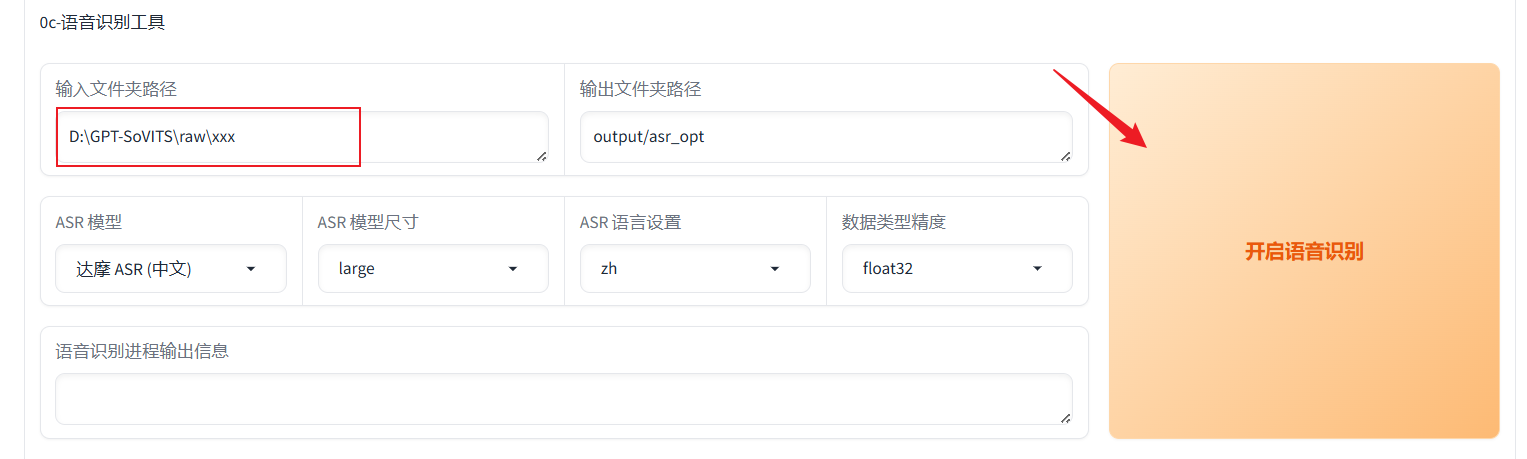 0c-语音识别工具
输入文件夹路径
输出文件夹路径
D:\GPT-SoVITS\raw\xxx
output/asr_opt
ASR 模型
ASR 模型尺寸
ASR 语言设置
数据类型精度
达摩 ASR (中文)
large
zh
float32
开启语音识别
语音识别进程输出信息